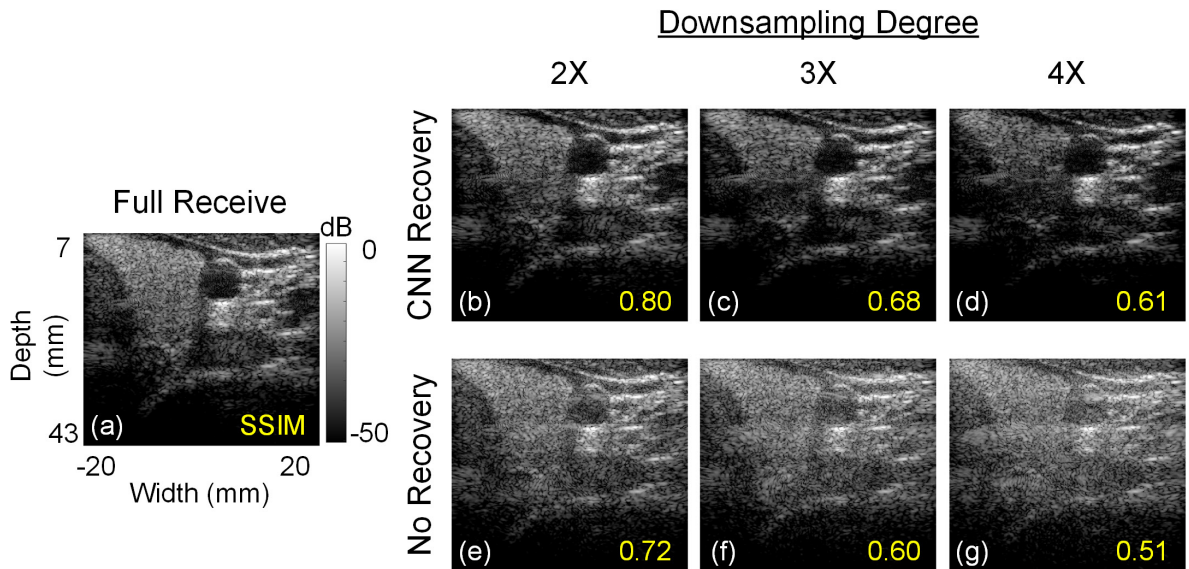 Downsampling Degree
2X 3X 4X
CNN Recovery
(b) 0.80 (c) 0.68 (d) 0.61
Full Receive
dB
7 0
Depth
(mm)
(a) SSIM
43 -50
-20 20
Width (mm)
No Recovery
(e) 0.72 (f) 0.60 (g) 0.51